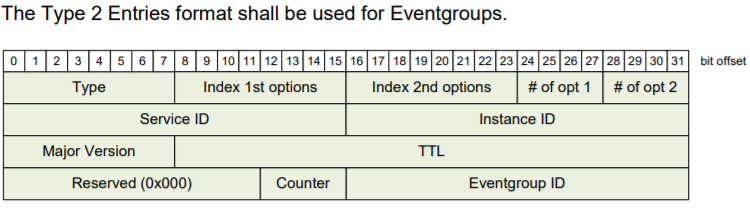 The Type 2 Entries format shall be used for Eventgroups.
0 1 2 3 4 5 6 7 8 9 10 11 12 13 14 15 16 17 18 19 20 21 22 23 24 25 26 27 28 29 30 31 bit offset
Type Index 1st options Index 2nd options # of opt 1 # of opt 2
Service ID Instance ID
Major Version TTL
Reserved (0x000) Counter Eventgroup ID